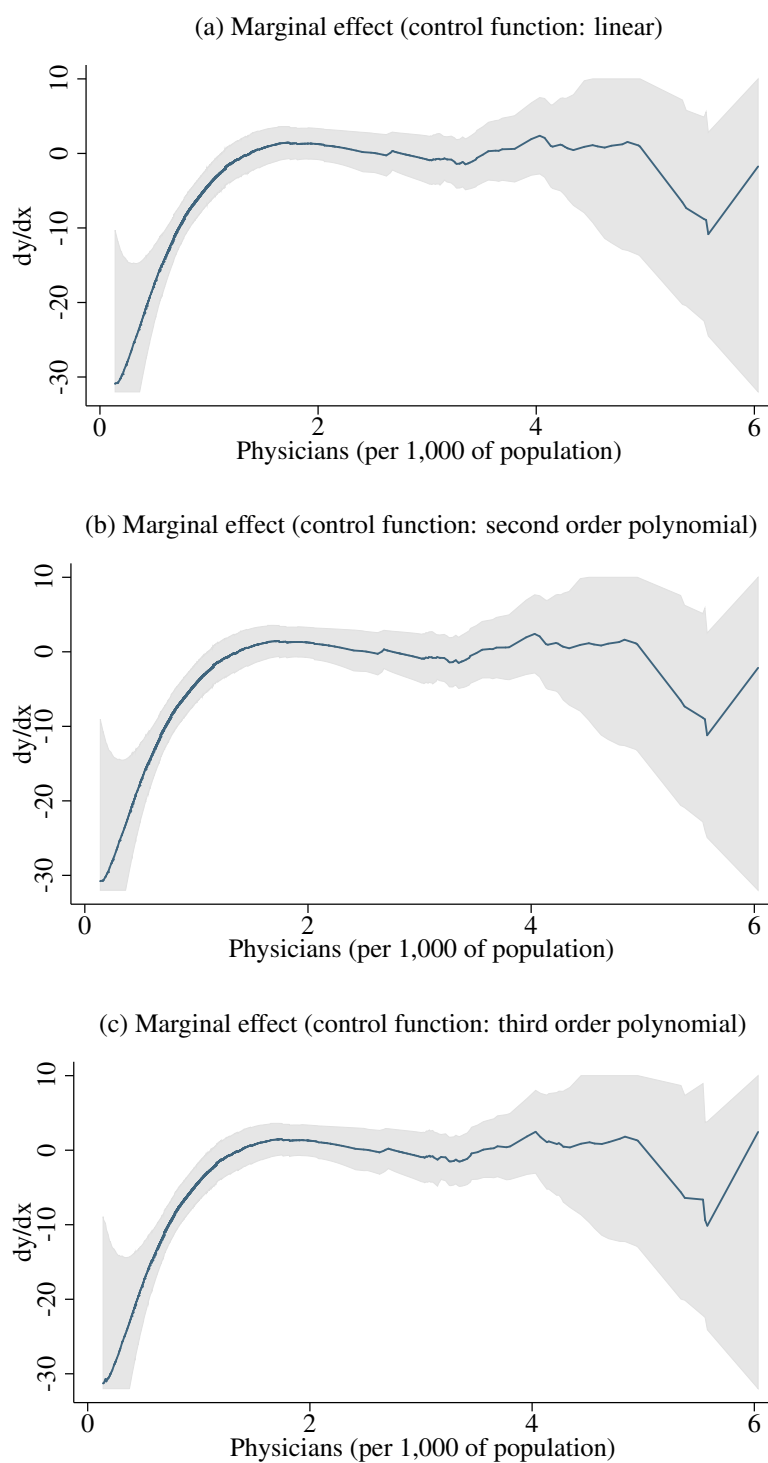 (a) Marginal effect (control function: linear)
10
0
-10
-20
-30
dy/dx
0 2 4 6
Physicians (per 1,000 of population)
(b) Marginal effect (control function: second order polynomial)
10
0
-10
-20
-30
dy/dx
0 2 4 6
Physicians (per 1,000 of population)
(c) Marginal effect (control function: third order polynomial)
10
0
-10
-20
-30
dy/dx
0 2 4 6
Physicians (per 1,000 of population)